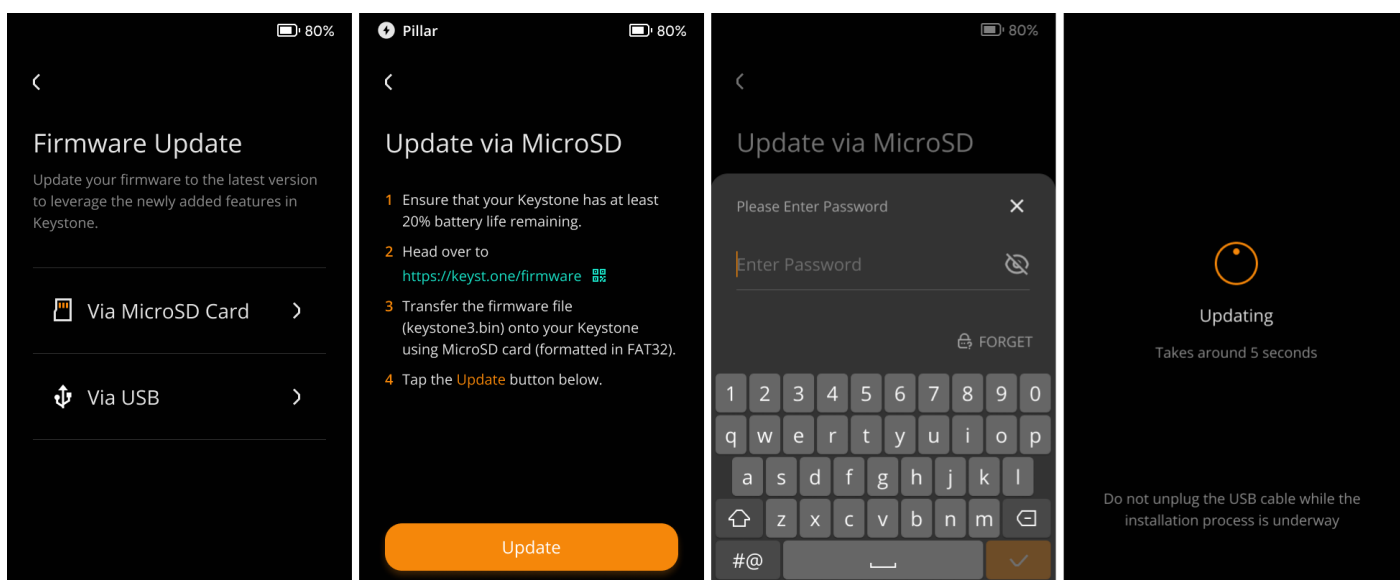 80%
Firmware Update
Update your firmware to the latest version
to leverage the newly added features in
Keystone.
Via MicroSD Card
Via USB
Pillar
80%
Update via MicroSD
1 Ensure that your Keystone has at least
20% battery life remaining.
2 Head over to
https://keyst.one/firmware
3 Transfer the firmware file
(keystone3.bin) onto your Keystone
using MicroSD card (formatted in FAT32).
4 Tap the Update button below.
Update
80%
Update via MicroSD
Please Enter Password
Enter Password
FORGET
1 2 3 4 5 6 7 8 9 0
q w e r t y u i o p
a s d f g h j k l
z x c v b n m
#@
Updating
Takes around 5 seconds
Do not unplug the USB cable while the
installation process is underway